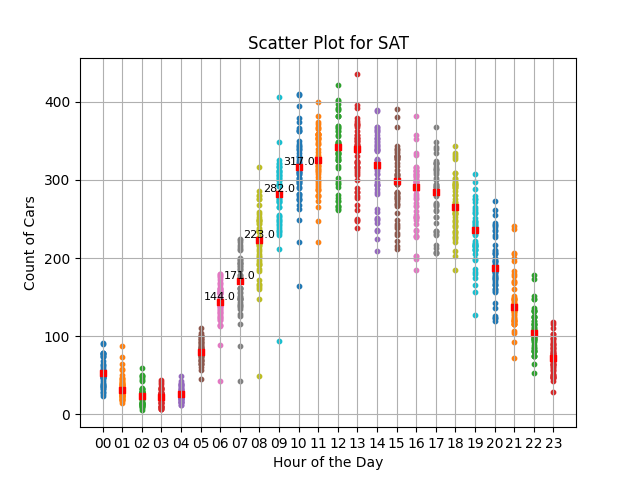 Scatter Plot for SAT
Count of Cars
400
300
200
100
0
317.0
282.0
223.0
171.0
144.0
00 01 02 03 04 05 06 07 08 09 10 11 12 13 14 15 16 17 18 19 20 21 22 23
Hour of the Day